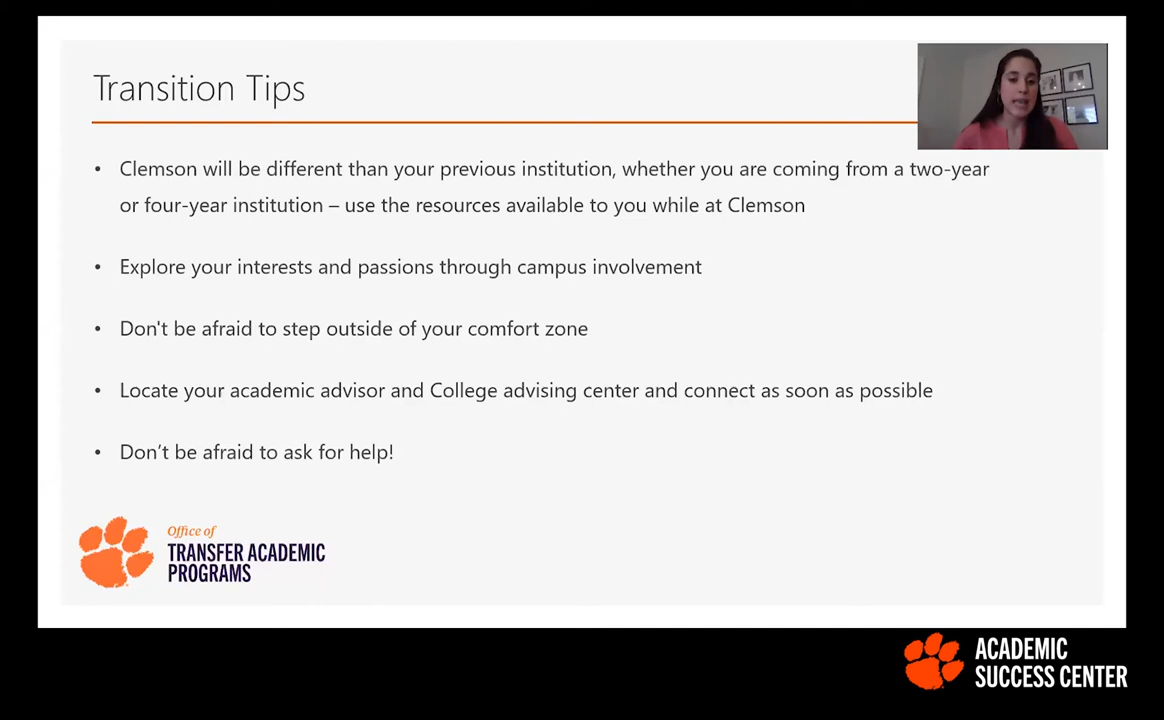 Transition Tips
• Clemson will be different than your previous institution, whether you are coming from a two-year
or four-year institution – use the resources available to you while at Clemson
• Explore your interests and passions through campus involvement
• Don't be afraid to step outside of your comfort zone
• Locate your academic advisor and College advising center and connect as soon as possible
• Don’t be afraid to ask for help!
Office of
TRANSFER ACADEMIC
PROGRAMS
ACADEMIC
SUCCESS CENTER